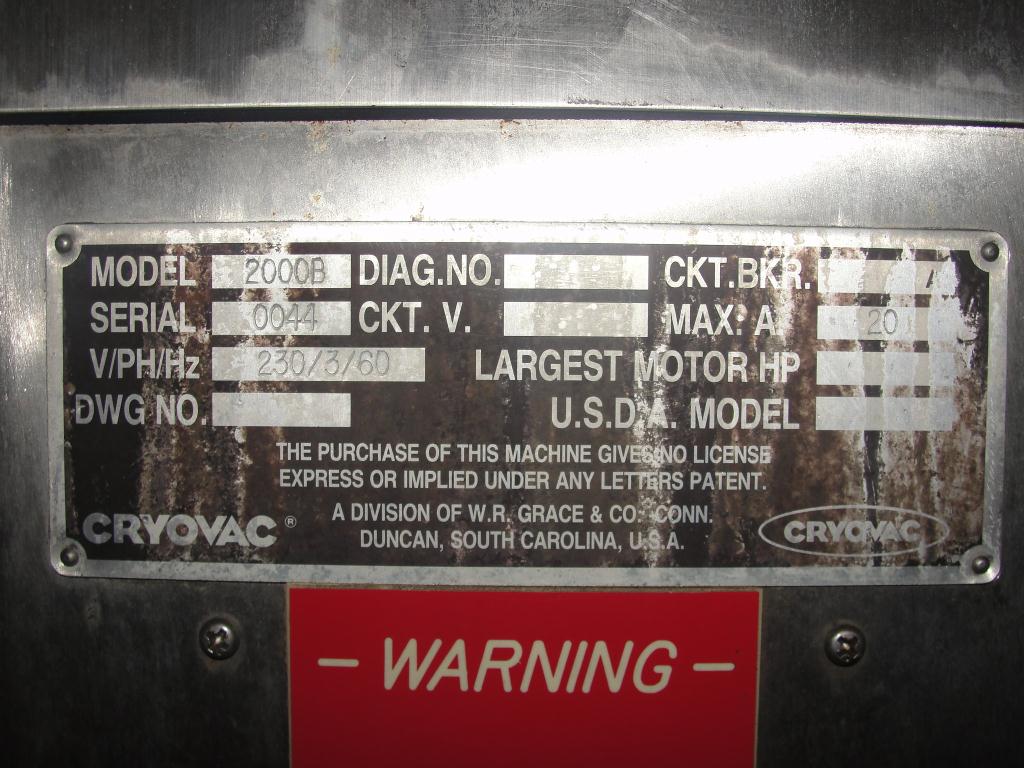 MODEL 2000B DIAG.NO. CKT.BKR. A
SERIAL 0044 CKT. V. MAX. A. 20
V/PH/Hz 230/3/60 LARGEST MOTOR HP
DWG NO. U.S.D.A. MODEL
THE PURCHASE OF THIS MACHINE GIVES NO LICENSE
EXPRESS OR IMPLIED UNDER ANY LETTERS PATENT.
A DIVISION OF W.R. GRACE & CO.-CONN.
DUNCAN, SOUTH CAROLINA, U.S.A.
CRYOVAC® CRYOVAC
— WARNING —